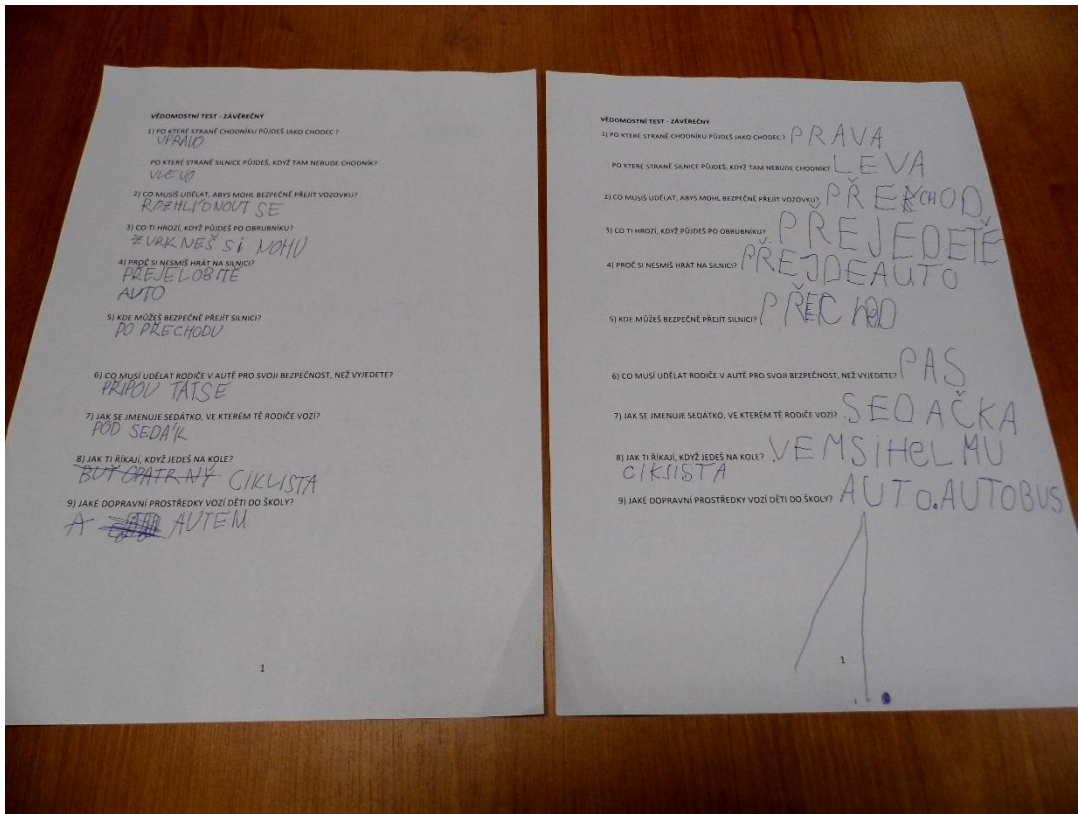 VĚDOMOSTNÍ TEST - ZÁVĚREČNÝ
1) PO KTERÉ STRANĚ CHODNÍKU PŮJDEŠ JAKO CHODEC ?
VPRAVO
PO KTERÉ STRANĚ SILNICE PŮJDEŠ, KDYŽ TAM NEBUDE CHODNÍK?
VLEVO
2) CO MUSÍŠ UDĚLAT, ABYS MOHL BEZPEČNĚ PŘEJÍT VOZOVKU?
ROZHLÍDNOUT SE
3) CO TI HROZÍ, KDYŽ PŮJDEŠ PO OBRUBNÍKU?
ZVRKNEŠ SI NOHU
4) PROČ SI NESMÍŠ HRÁT NA SILNICI?
PŘEJELOBITĚ
AUTO
5) KDE MŮŽEŠ BEZPEČNĚ PŘEJÍT SILNICI?
PO PŘECHODU
6) CO MUSÍ UDĚLAT RODIČE V AUTĚ PRO SVOJI BEZPEČNOST, NEŽ VYJEDETE?
PŘIPOU TATSE
7) JAK SE JMENUJE SEDÁTKO, VE KTERÉM TĚ RODIČE VOZÍ?
POD SEDÁK
8) JAK TI ŘÍKAJÍ, KDYŽ JEDEŠ NA KOLE?
BUT OPATRNÝ CIKLISTA
9) JAKÉ DOPRAVNÍ PROSTŘEDKY VOZÍ DĚTI DO ŠKOLY?
A AUTEM
1
VĚDOMOSTNÍ TEST - ZÁVĚREČNÝ
1) PO KTERÉ STRANĚ CHODNÍKU PŮJDEŠ JAKO CHODEC ? PRAVA
PO KTERÉ STRANĚ SILNICE PŮJDEŠ, KDYŽ TAM NEBUDE CHODNÍK? LEVA
2) CO MUSÍŠ UDĚLAT, ABYS MOHL BEZPEČNĚ PŘEJÍT VOZOVKU? PŘECHOD
3) CO TI HROZÍ, KDYŽ PŮJDEŠ PO OBRUBNÍKU? PŘEJEDETĚ
4) PROČ SI NESMÍŠ HRÁT NA SILNICI? PŘEJDEAUTO
5) KDE MŮŽEŠ BEZPEČNĚ PŘEJÍT SILNICI? PŘECHOD
6) CO MUSÍ UDĚLAT RODIČE V AUTĚ PRO SVOJI BEZPEČNOST, NEŽ VYJEDETE? PAS
7) JAK SE JMENUJE SEDÁTKO, VE KTERÉM TĚ RODIČE VOZÍ? SEDAČKA
8) JAK TI ŘÍKAJÍ, KDYŽ JEDEŠ NA KOLE? VEMSiHeLMU
CIKSISTA
9) JAKÉ DOPRAVNÍ PROSTŘEDKY VOZÍ DĚTI DO ŠKOLY? AUTO.AUTOBUS
1.
1